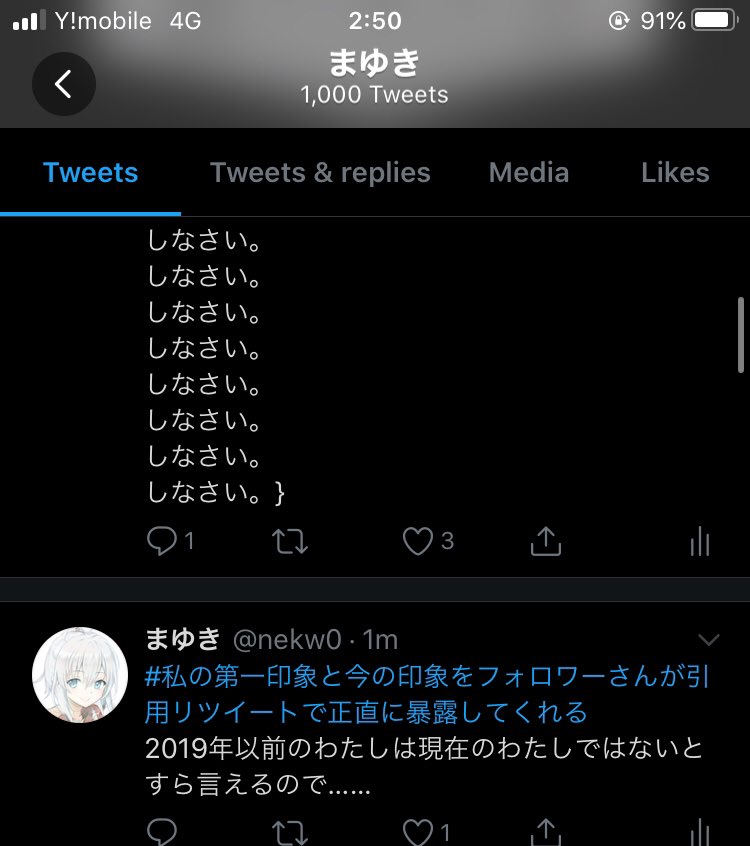 Y!mobile 4G 2:50 91%
まゆき
1,000 Tweets
Tweets Tweets & replies Media Likes
しなさい。
しなさい。
しなさい。
しなさい。
しなさい。
しなさい。
しなさい。
しなさい。}
1 3
まゆき @nekw0 · 1m
#私の第一印象と今の印象をフォロワーさんが引
用リツイートで正直に暴露してくれる
2019年以前のわたしは現在のわたしではないと
すら言えるので……
1